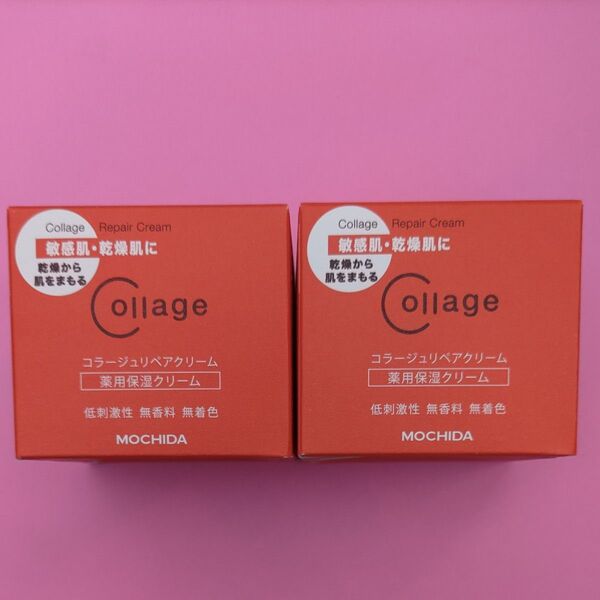 Collage Repair Cream
敏感肌・乾燥肌に
乾燥から
肌をまもる
Collage
コラージュリペアクリーム
薬用保湿クリーム
低刺激性 無香料 無着色
MOCHIDA
Collage Repair Cream
敏感肌・乾燥肌に
乾燥から
肌をまもる
Collage
コラージュリペアクリーム
薬用保湿クリーム
低刺激性 無香料 無着色
MOCHIDA